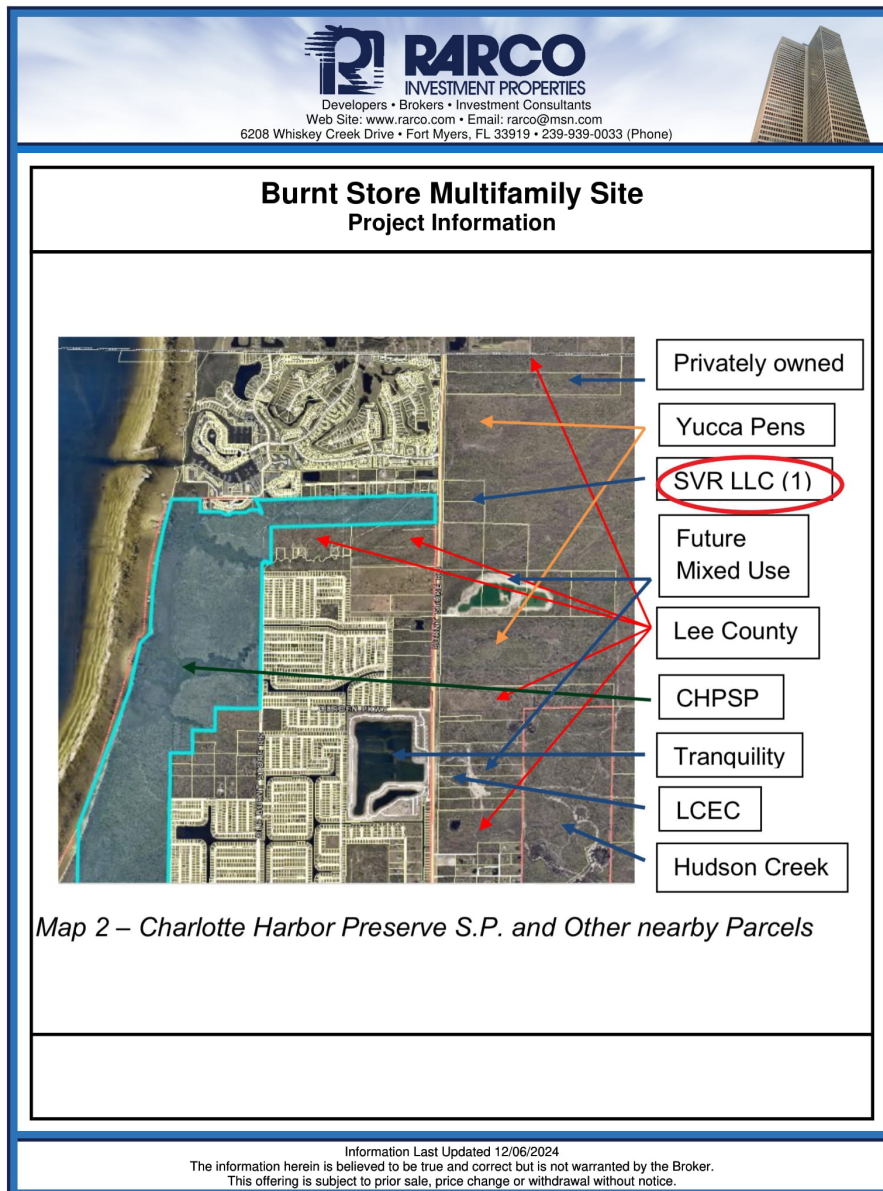 RARCO
INVESTMENT PROPERTIES
Developers • Brokers • Investment Consultants
Web Site: www.rarco.com • Email: rarco@msn.com
6208 Whiskey Creek Drive • Fort Myers, FL 33919 • 239-939-0033 (Phone)
Burnt Store Multifamily Site
Project Information
Privately owned
Yucca Pens
SVR LLC (1)
Future
Mixed Use
Lee County
CHPSP
Tranquility
LCEC
Hudson Creek
Map 2 – Charlotte Harbor Preserve S.P. and Other nearby Parcels
Information Last Updated 12/06/2024
The information herein is believed to be true and correct but is not warranted by the Broker.
This offering is subject to prior sale, price change or withdrawal without notice.